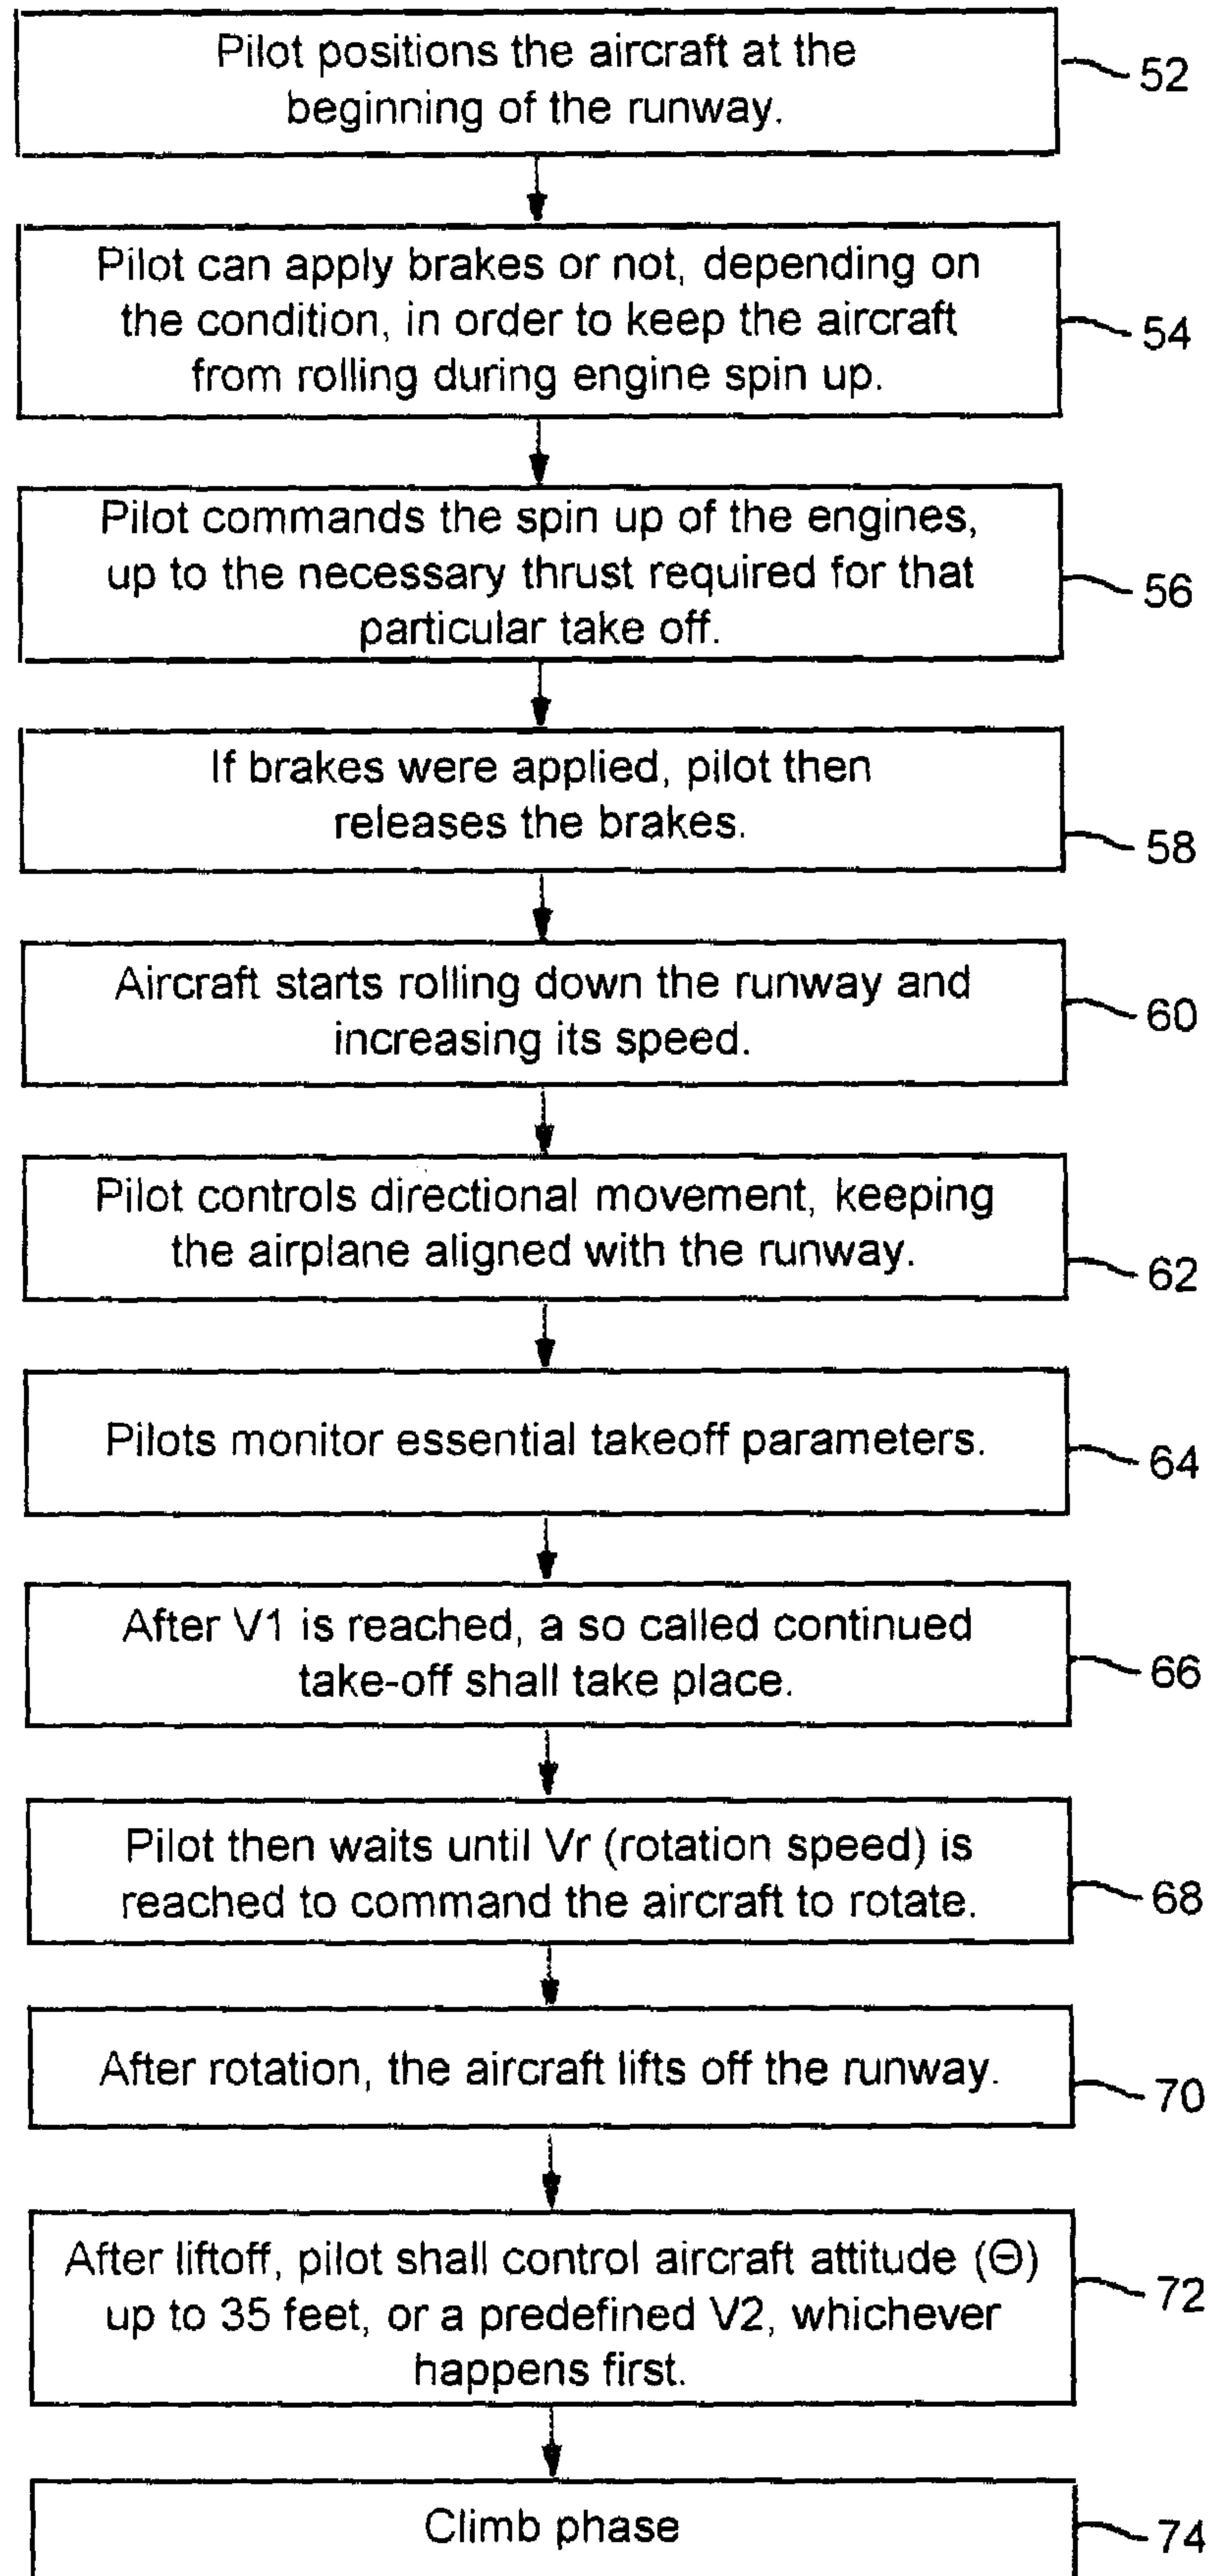 Pilot positions the aircraft at the
beginning of the runway.
52
Pilot can apply brakes or not, depending on
the condition, in order to keep the aircraft
from rolling during engine spin up.
54
Pilot commands the spin up of the engines,
up to the necessary thrust required for that
particular take off.
56
If brakes were applied, pilot then
releases the brakes.
58
Aircraft starts rolling down the runway and
increasing its speed.
60
Pilot controls directional movement, keeping
the airplane aligned with the runway.
62
Pilots monitor essential takeoff parameters.
64
After V1 is reached, a so called continued
take-off shall take place.
66
Pilot then waits until Vr (rotation speed) is
reached to command the aircraft to rotate.
68
After rotation, the aircraft lifts off the runway.
70
After liftoff, pilot shall control aircraft attitude (Θ)
up to 35 feet, or a predefined V2, whichever
happens first.
72
Climb phase
74